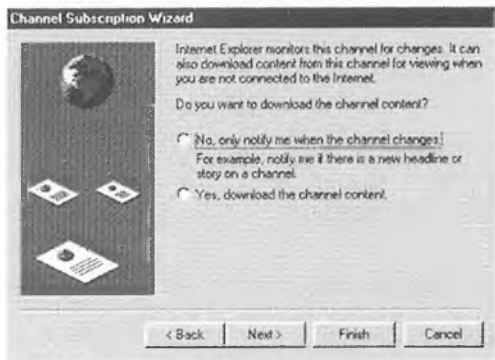 Channel Subscription Wizard
Internet Explorer monitors this channel for changes. It can
also download content from this channel for viewing when
you are not connected to the Internet.
Do you want to download the channel content?
No, only notify me when the channel changes.
For example, notify me if there is a new headline or
story on a channel.
Yes, download the channel content.
< Back Next > Finish Cancel